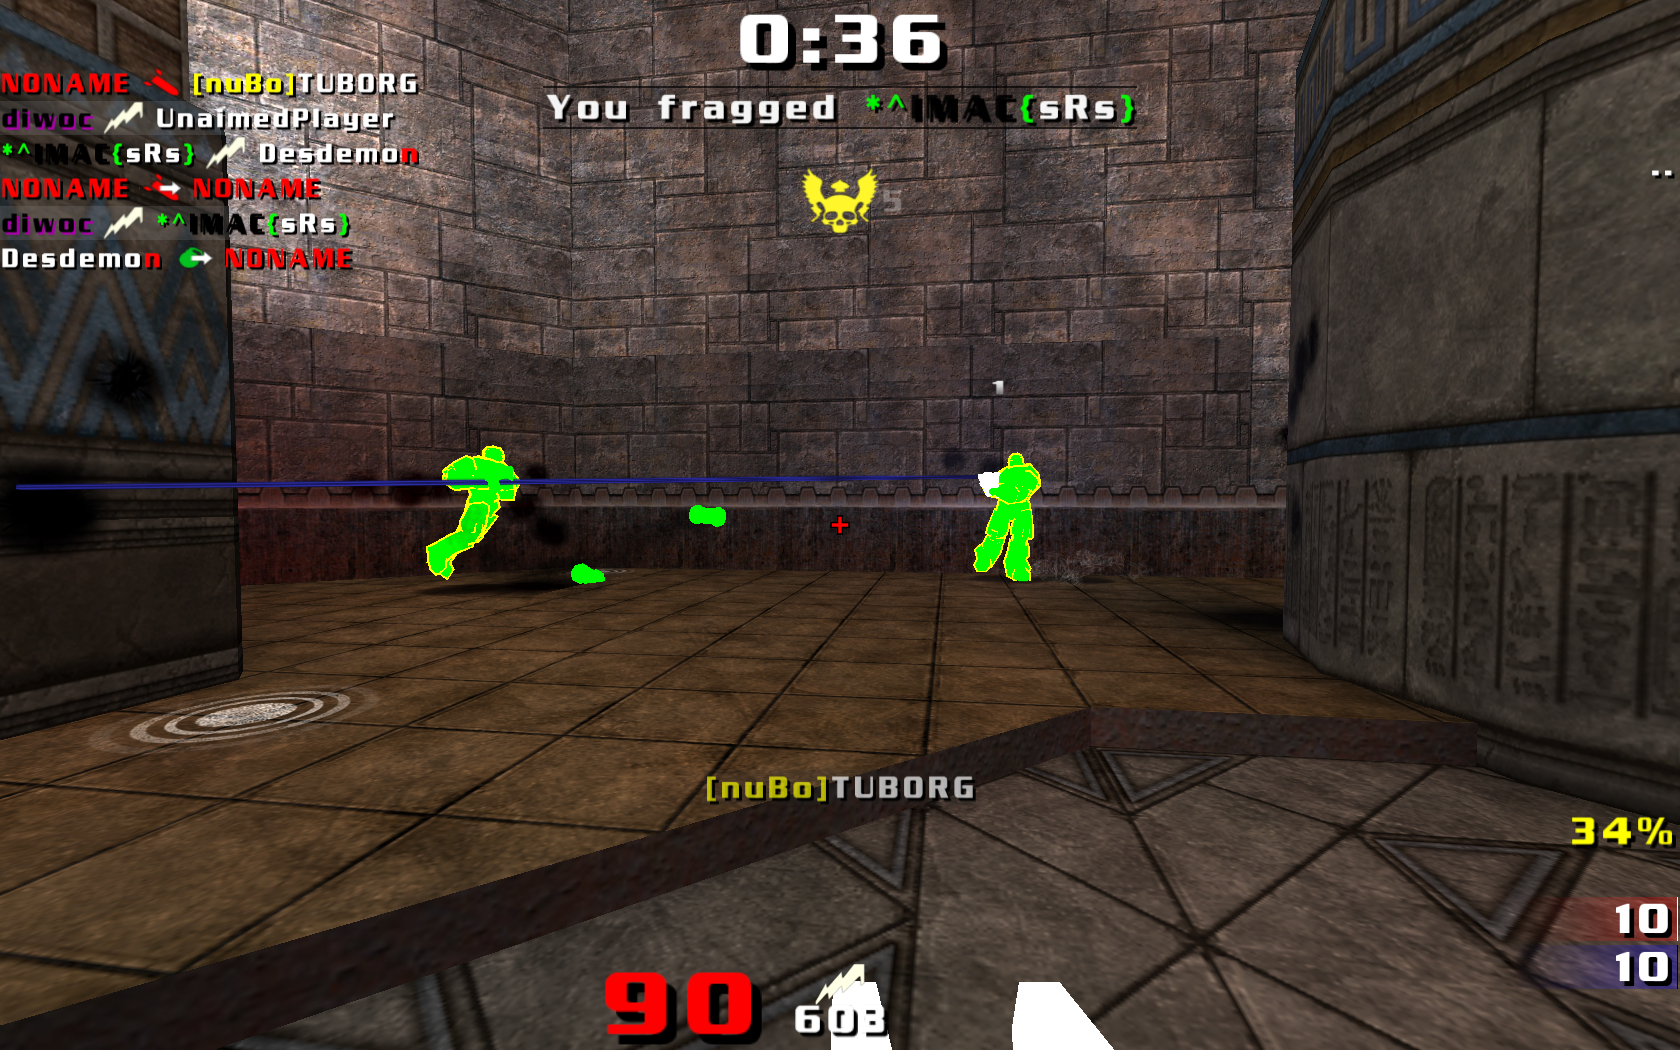 0:36
NONAME [nuBo]TUBORG
You fragged *^IMAC{sRs}
diwoc UnaimedPlayer
*^IMAC{sRs} Desdemon
NONAME NONAME
5
diwoc *^IMAC{sRs}
Desdemon NONAME
1
[nuBo]TUBORG
34%
10
10
90
603